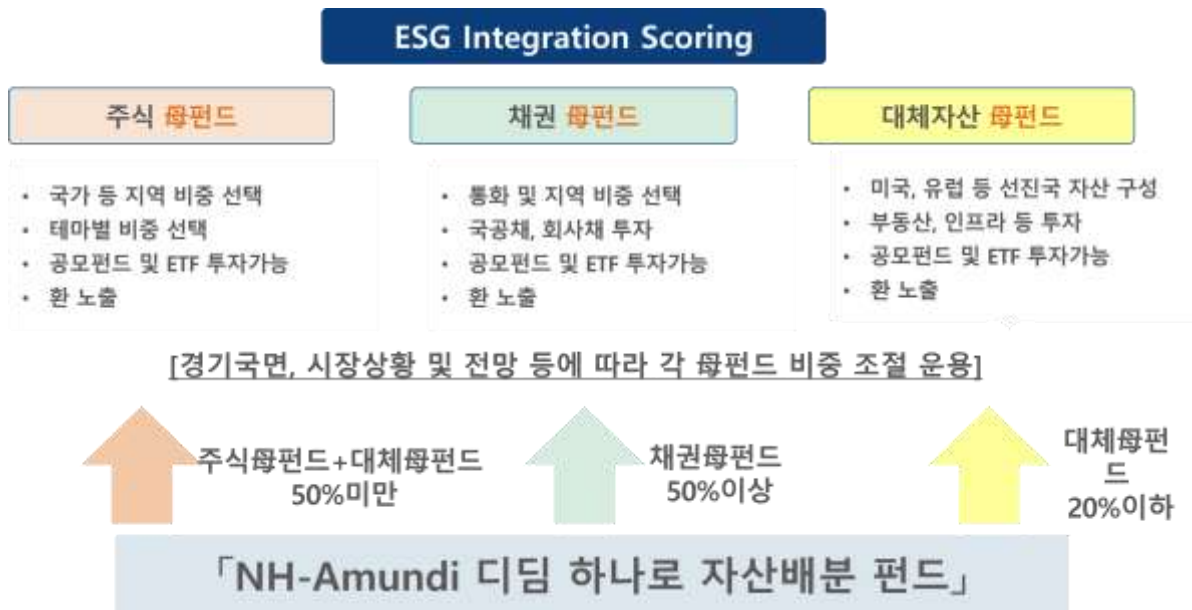 ESG Integration Scoring
주식 母펀드
• 국가 등 지역 비중 선택
• 테마별 비중 선택
• 공모펀드 및 ETF 투자가능
• 환 노출
채권 母펀드
• 통화 및 지역 비중 선택
• 국공채, 회사채 투자
• 공모펀드 및 ETF 투자가능
• 환 노출
대체자산 母펀드
• 미국, 유럽 등 선진국 자산 구성
• 부동산, 인프라 등 투자
• 공모펀드 및 ETF 투자가능
• 환 노출
[경기국면, 시장상황 및 전망 등에 따라 각 母펀드 비중 조절 운용]
주식母펀드+대체母펀드
50%미만
채권母펀드
50%이상
대체母펀
드
20%이하
「NH-Amundi 디딤 하나로 자산배분 펀드」